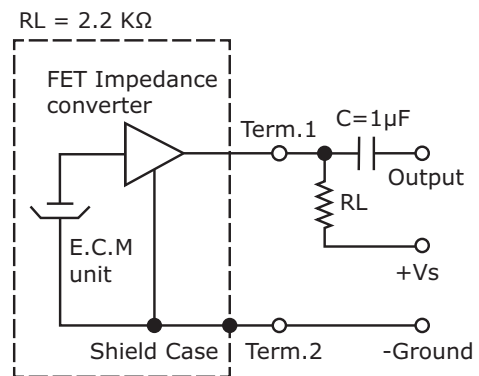 RL = 2.2 KΩ
FET Impedance
converter
Term.1
C=1µF
Output
RL
E.C.M
unit
+Vs
Shield Case
Term.2
-Ground